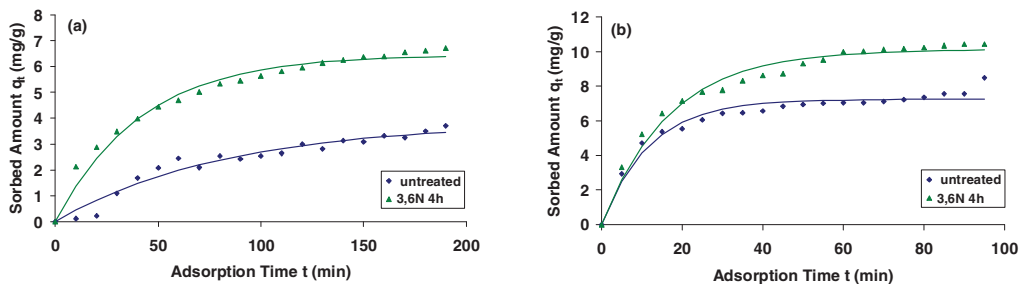 (a)
Sorbed Amount qt (mg/g)
8
7
6
5
4
3
2
1
0
0 50 100 150 200
Adsorption Time t (min)
untreated
3,6N 4h
(b)
Sorbed Amount qt (mg/g)
12
10
8
6
4
2
0
0 20 40 60 80 100
Adsorption Time t (min)
untreated
3,6N 4h